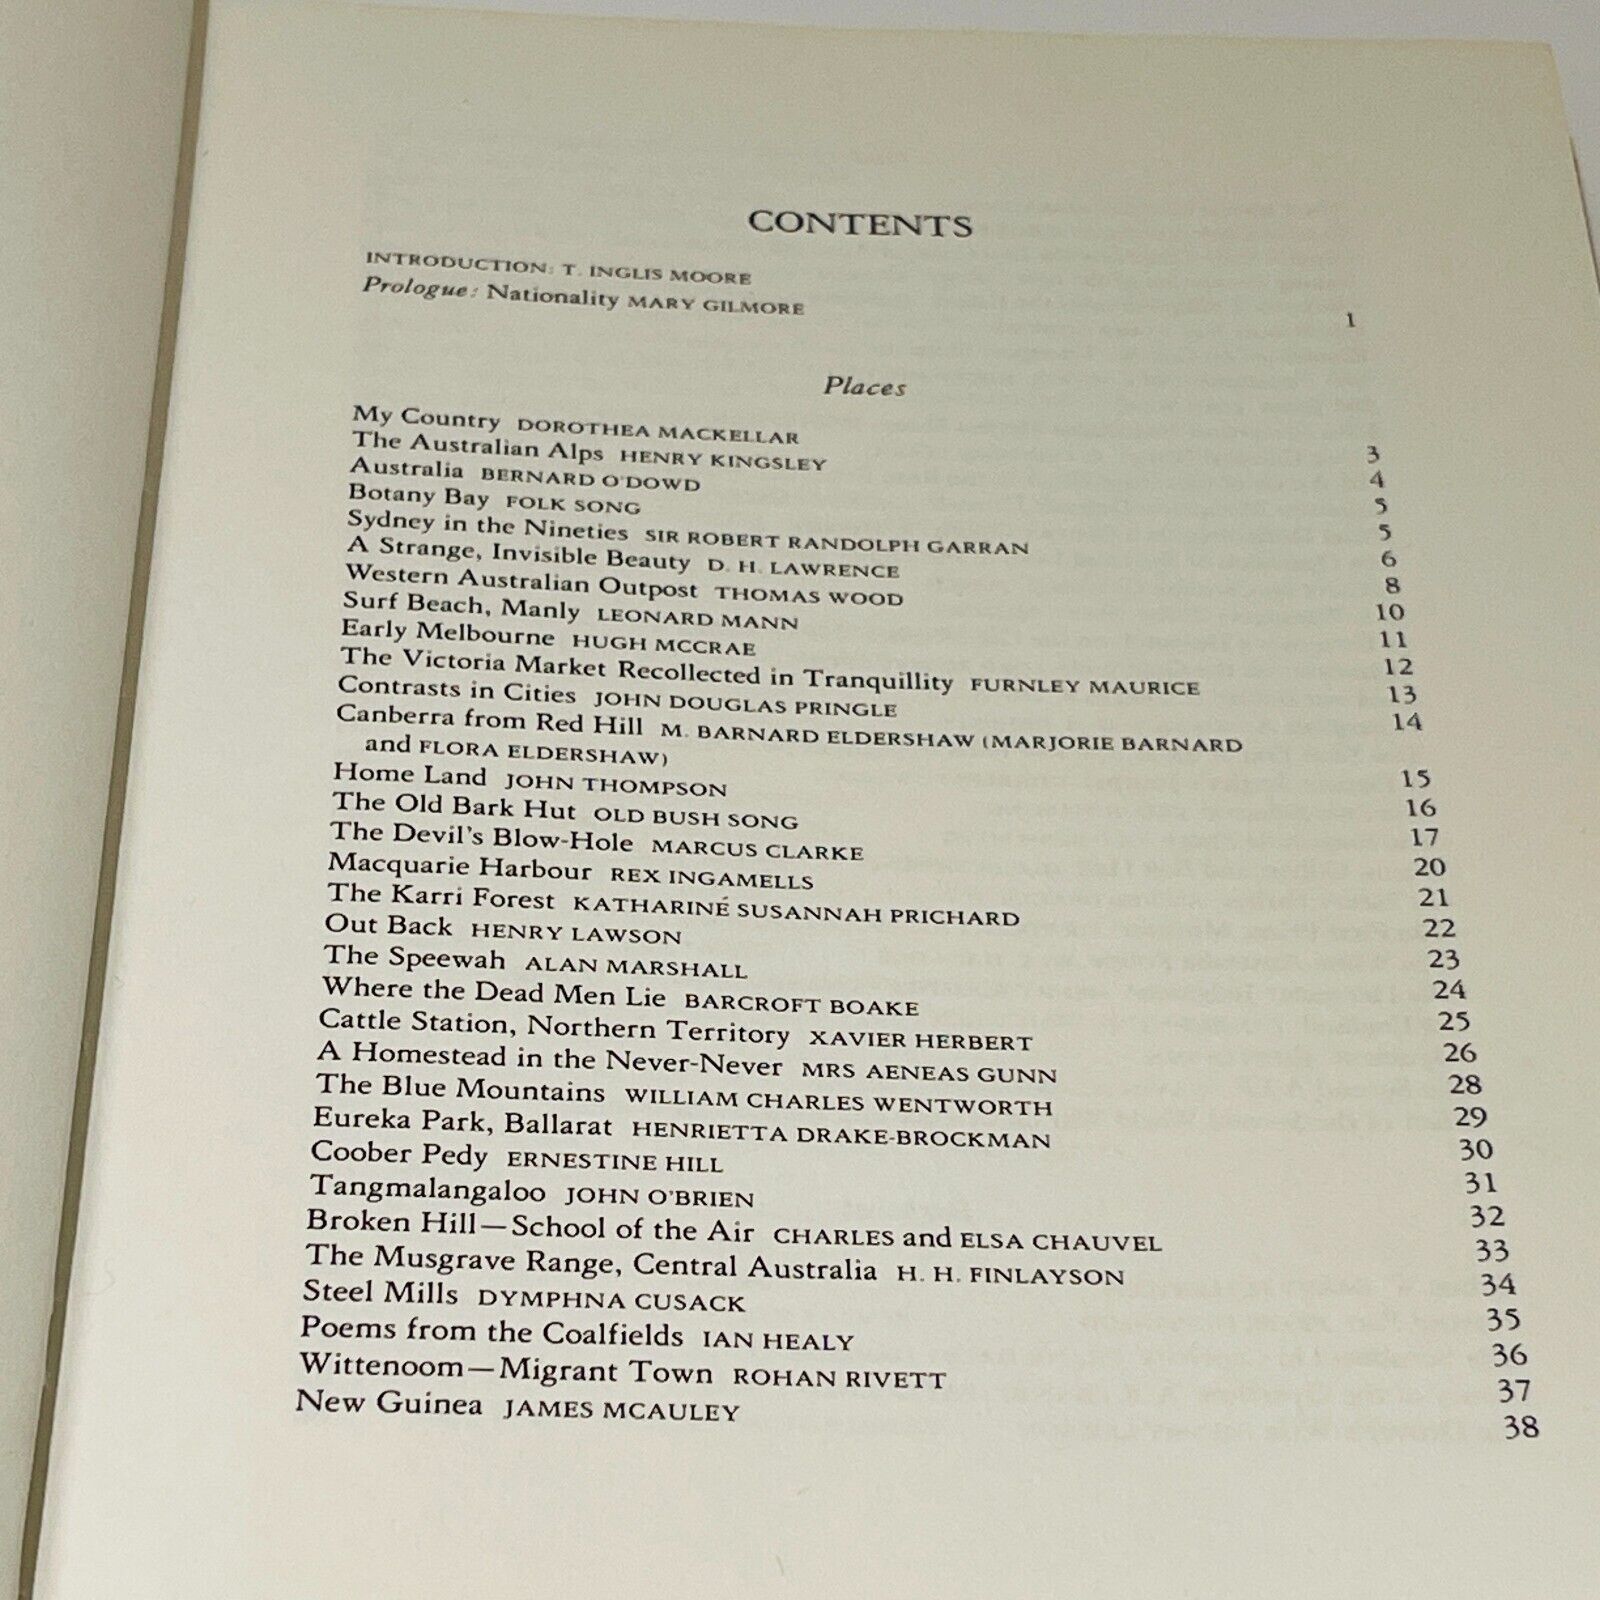 CONTENTS
INTRODUCTION: T. INGLIS MOORE
Prologue: Nationality MARY GILMORE 1
Places
My Country DOROTHEA MACKELLAR 3
The Australian Alps HENRY KINGSLEY 4
Australia BERNARD O'DOWD 5
Botany Bay FOLK SONG 5
Sydney in the Nineties SIR ROBERT RANDOLPH GARRAN 6
A Strange, Invisible Beauty D. H. LAWRENCE 8
Western Australian Outpost THOMAS WOOD 10
Surf Beach, Manly LEONARD MANN 11
Early Melbourne HUGH MCCRAE 12
The Victoria Market Recollected in Tranquillity FURNLEY MAURICE 13
Contrasts in Cities JOHN DOUGLAS PRINGLE 14
Canberra from Red Hill M. BARNARD ELDERSHAW (MARJORIE BARNARD
and FLORA ELDERSHAW) 15
Home Land JOHN THOMPSON 16
The Old Bark Hut OLD BUSH SONG 17
The Devil's Blow-Hole MARCUS CLARKE 20
Macquarie Harbour REX INGAMELLS 21
The Karri Forest KATHARINÉ SUSANNAH PRICHARD 22
Out Back HENRY LAWSON 23
The Speewah ALAN MARSHALL 24
Where the Dead Men Lie BARCROFT BOAKE 25
Cattle Station, Northern Territory XAVIER HERBERT 26
A Homestead in the Never-Never MRS AENEAS GUNN 28
The Blue Mountains WILLIAM CHARLES WENTWORTH 29
Eureka Park, Ballarat HENRIETTA DRAKE-BROCKMAN 30
Coober Pedy ERNESTINE HILL 31
Tangmalangaloo JOHN O'BRIEN 32
Broken Hill—School of the Air CHARLES and ELSA CHAUVEL 33
The Musgrave Range, Central Australia H. H. FINLAYSON 34
Steel Mills DYMPHNA CUSACK 35
Poems from the Coalfields IAN HEALY 36
Wittenoom—Migrant Town ROHAN RIVETT 37
New Guinea JAMES MCAULEY 38